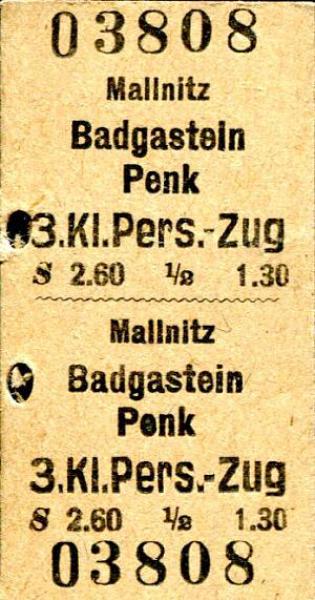 03808
Mallnitz
Badgastein
Penk
3.Kl.Pers.-Zug
S 2.60 ½ 1.30
Mallnitz
Badgastein
Penk
3.Kl.Pers.-Zug
S 2.60 ½ 1.30
03808